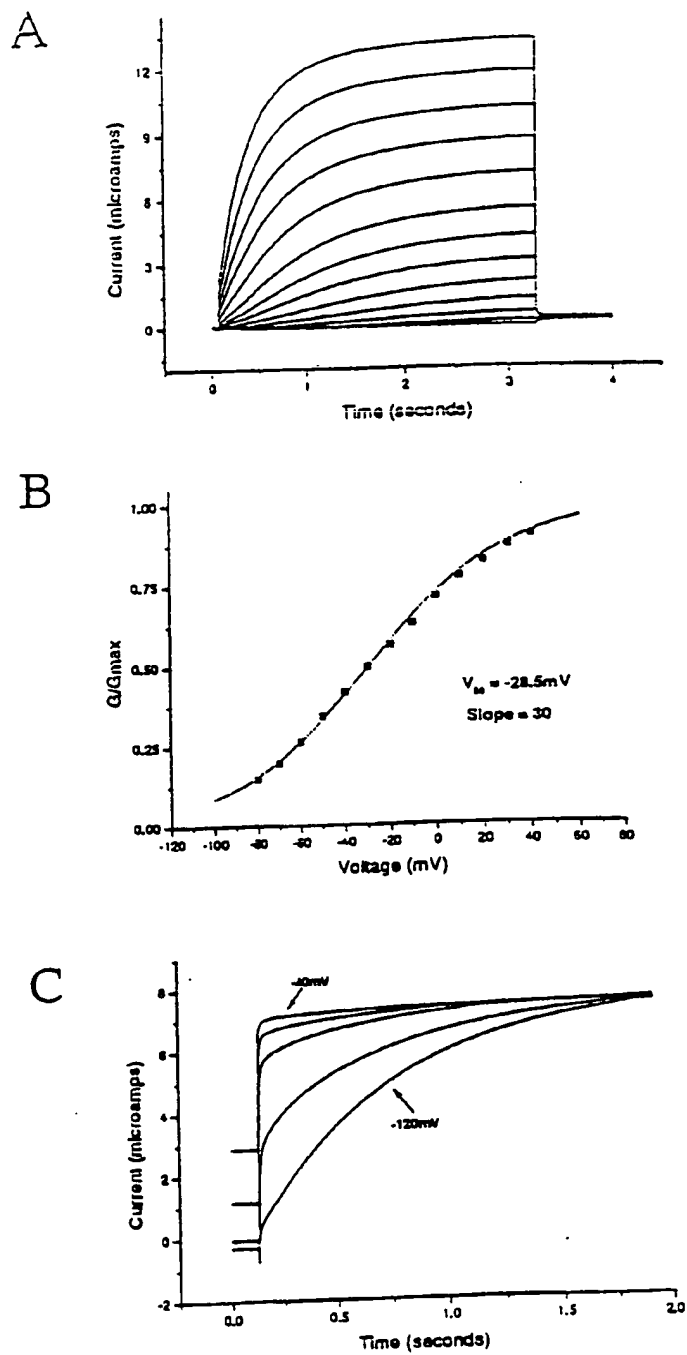 A
Current (microamps)
12
9
6
3
0
0 1 2 3 4
Time (seconds)
B
G/Gmax
1.00
0.75
0.50
0.25
0.00
-120 -100 -80 -60 -40 -20 0 20 40 60 80
Voltage (mV)
V50 = -28.5mV
Slope = 30
C
Current (microamps)
8
6
4
2
0
-2
0.0 0.5 1.0 1.5 2.0
Time (seconds)
-40mV
-120mV